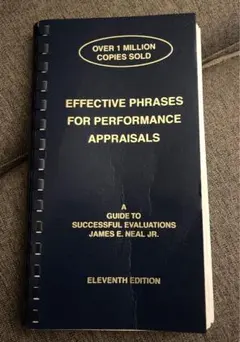 OVER 1 MILLION
COPIES SOLD
EFFECTIVE PHRASES
FOR PERFORMANCE
APPRAISALS
A
GUIDE TO
SUCCESSFUL EVALUATIONS
JAMES E. NEAL JR.
ELEVENTH EDITION